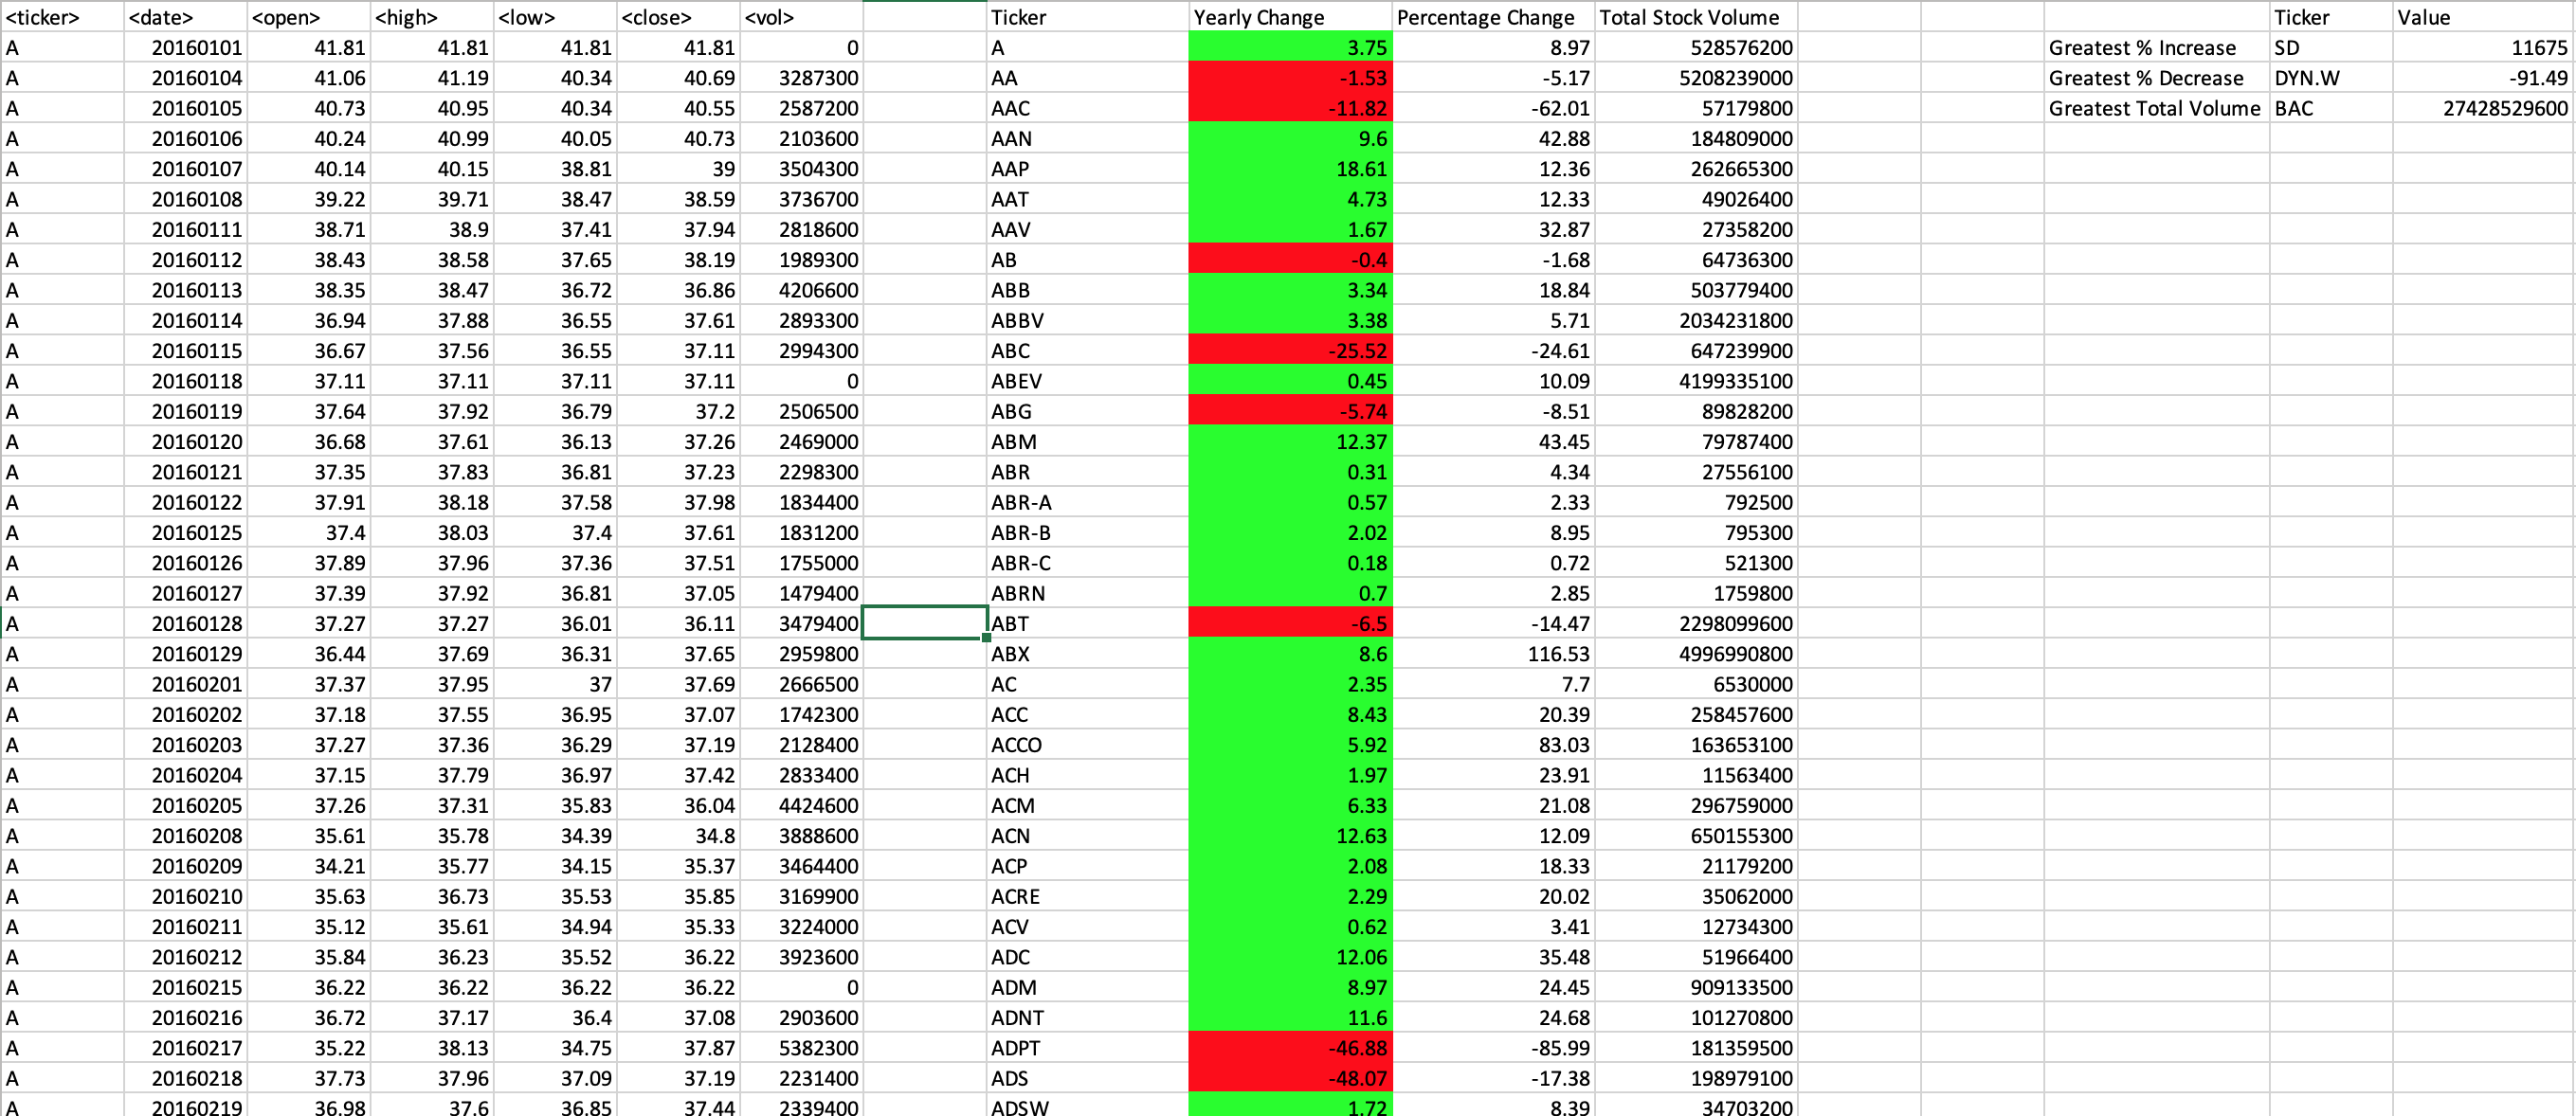 <ticker> <date> <open> <high> <low> <close> <vol> Ticker Yearly Change Percentage Change Total Stock Volume Ticker Value
A 20160101 41.81 41.81 41.81 41.81 0 A 3.75 8.97 528576200 Greatest % Increase SD 11675
A 20160104 41.06 41.19 40.34 40.69 3287300 AA -1.53 -5.17 5208239000 Greatest % Decrease DYN.W -91.49
A 20160105 40.73 40.95 40.34 40.55 2587200 AAC -11.82 -62.01 57179800 Greatest Total Volume BAC 27428529600
A 20160106 40.24 40.99 40.05 40.73 2103600 AAN 9.6 42.88 184809000
A 20160107 40.14 40.15 38.81 39 3504300 AAP 18.61 12.36 262665300
A 20160108 39.22 39.71 38.47 38.59 3736700 AAT 4.73 12.33 49026400
A 20160111 38.71 38.9 37.41 37.94 2818600 AAV 1.67 32.87 27358200
A 20160112 38.43 38.58 37.65 38.19 1989300 AB -0.4 -1.68 64736300
A 20160113 38.35 38.47 36.72 36.86 4206600 ABB 3.34 18.84 503779400
A 20160114 36.94 37.88 36.55 37.61 2893300 ABBV 3.38 5.71 2034231800
A 20160115 36.67 37.56 36.55 37.11 2994300 ABC -25.52 -24.61 647239900
A 20160118 37.11 37.11 37.11 37.11 0 ABEV 0.45 10.09 4199335100
A 20160119 37.64 37.92 36.79 37.2 2506500 ABG -5.74 -8.51 89828200
A 20160120 36.68 37.61 36.13 37.26 2469000 ABM 12.37 43.45 79787400
A 20160121 37.35 37.83 36.81 37.23 2298300 ABR 0.31 4.34 27556100
A 20160122 37.91 38.18 37.58 37.98 1834400 ABR-A 0.57 2.33 792500
A 20160125 37.4 38.03 37.4 37.61 1831200 ABR-B 2.02 8.95 795300
A 20160126 37.89 37.96 37.36 37.51 1755000 ABR-C 0.18 0.72 521300
A 20160127 37.39 37.92 36.81 37.05 1479400 ABRN 0.7 2.85 1759800
A 20160128 37.27 37.27 36.01 36.11 3479400 ABT -6.5 -14.47 2298099600
A 20160129 36.44 37.69 36.31 37.65 2959800 ABX 8.6 116.53 4996990800
A 20160201 37.37 37.95 37 37.69 2666500 AC 2.35 7.7 6530000
A 20160202 37.18 37.55 36.95 37.07 1742300 ACC 8.43 20.39 258457600
A 20160203 37.27 37.36 36.29 37.19 2128400 ACCO 5.92 83.03 163653100
A 20160204 37.15 37.79 36.97 37.42 2833400 ACH 1.97 23.91 11563400
A 20160205 37.26 37.31 35.83 36.04 4424600 ACM 6.33 21.08 296759000
A 20160208 35.61 35.78 34.39 34.8 3888600 ACN 12.63 12.09 650155300
A 20160209 34.21 35.77 34.15 35.37 3464400 ACP 2.08 18.33 21179200
A 20160210 35.63 36.73 35.53 35.85 3169900 ACRE 2.29 20.02 35062000
A 20160211 35.12 35.61 34.94 35.33 3224000 ACV 0.62 3.41 12734300
A 20160212 35.84 36.23 35.52 36.22 3923600 ADC 12.06 35.48 51966400
A 20160215 36.22 36.22 36.22 36.22 0 ADM 8.97 24.45 909133500
A 20160216 36.72 37.17 36.4 37.08 2903600 ADNT 11.6 24.68 101270800
A 20160217 35.22 38.13 34.75 37.87 5382300 ADPT -46.88 -85.99 181359500
A 20160218 37.73 37.96 37.09 37.19 2231400 ADS -48.07 -17.38 198979100
A 20160219 36.98 37.6 36.85 37.44 2339400 ADSW 1.72 8.39 34703200